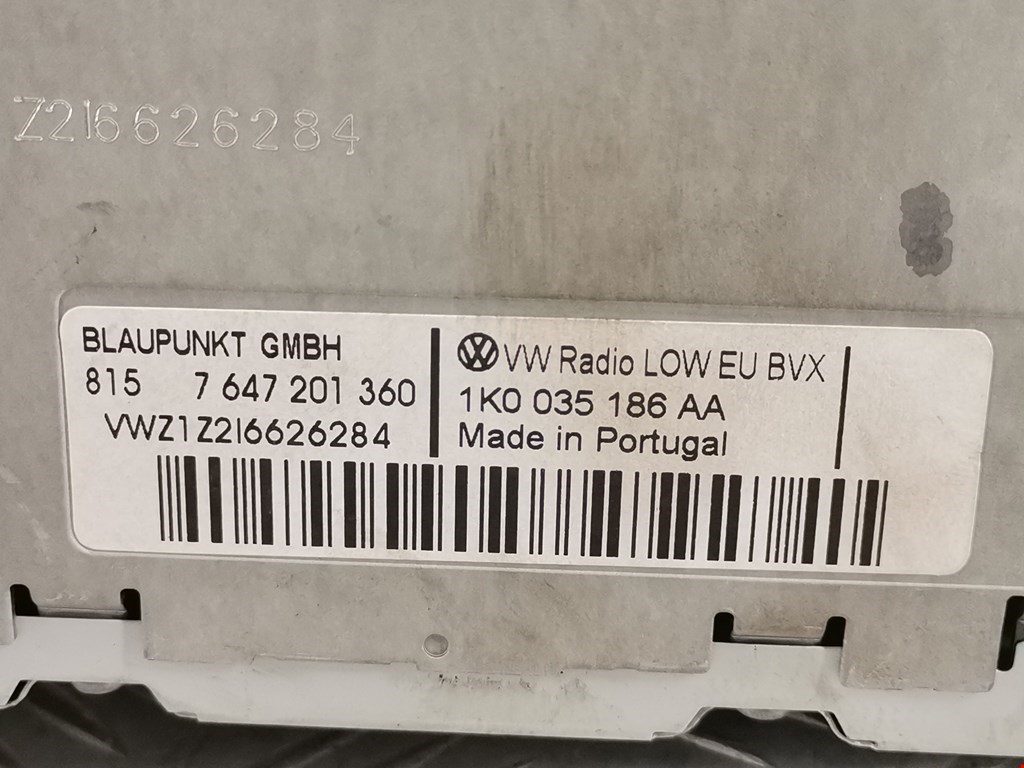 Z2I6626284
BLAUPUNKT GMBH
815 7 647 201 360
VWZ1Z2I6626284
VW Radio LOW EU BVX
1K0 035 186 AA
Made in Portugal